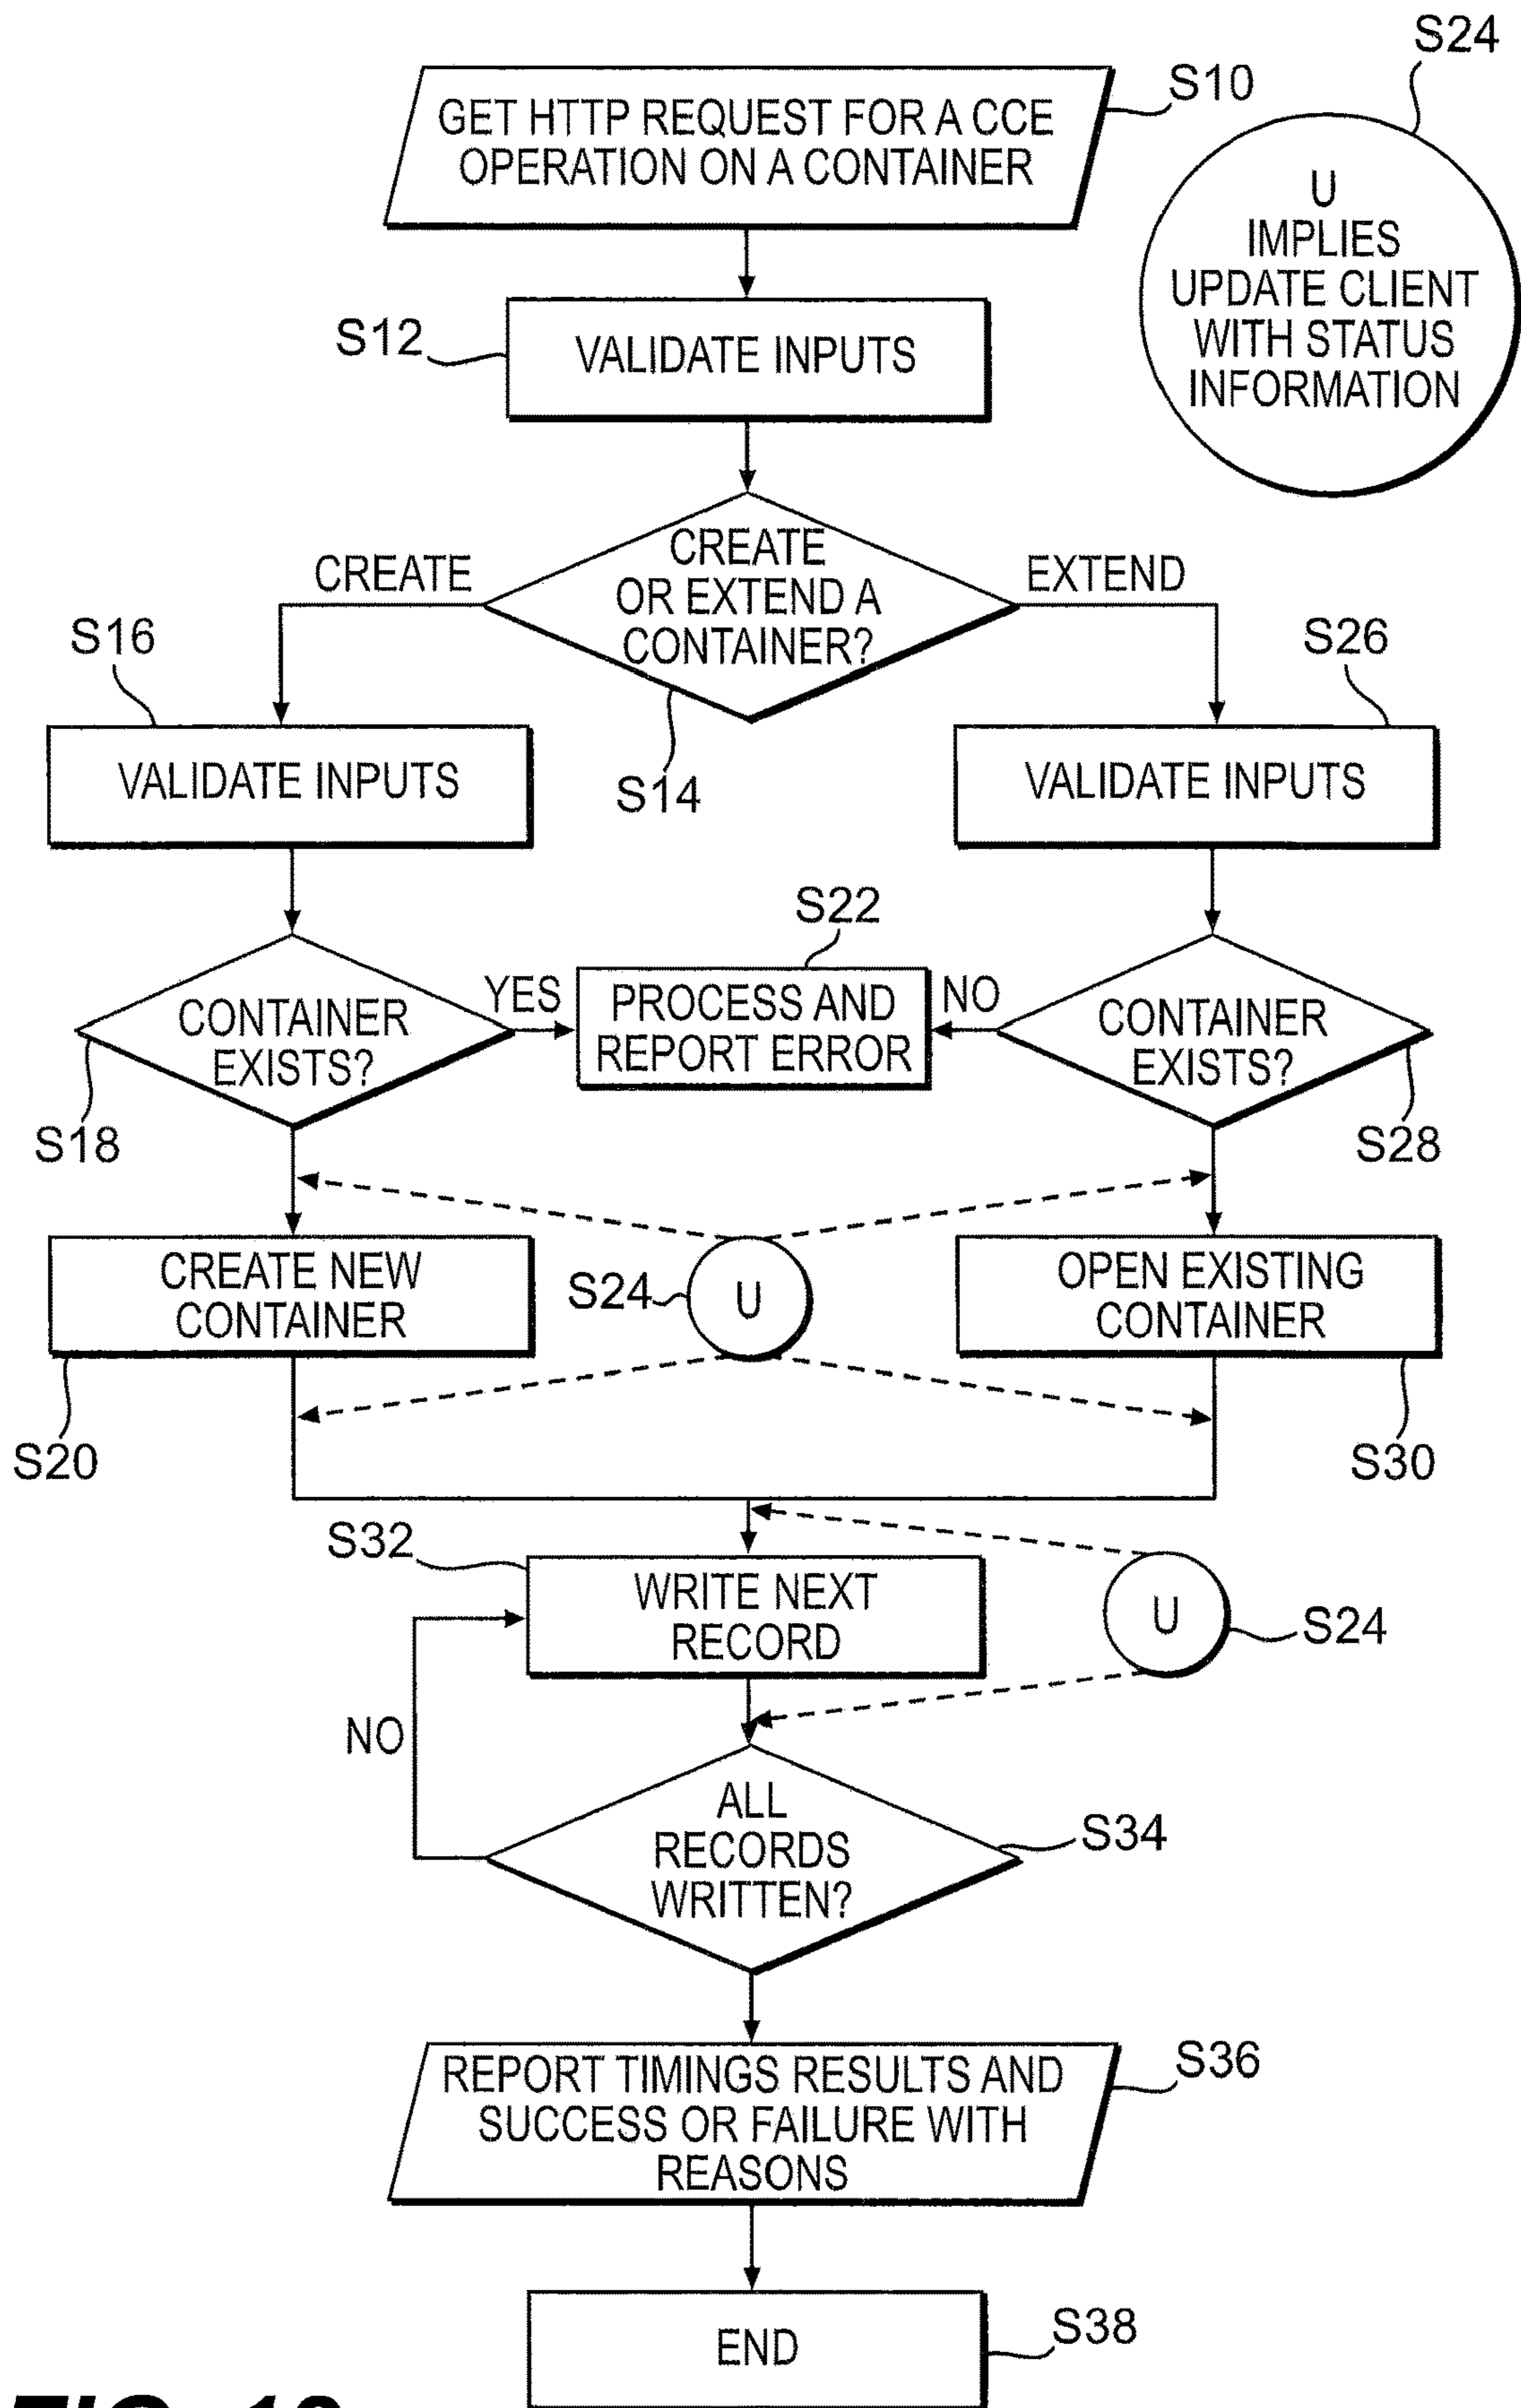 S24
S10
GET HTTP REQUEST FOR A CCE
OPERATION ON A CONTAINER
U
IMPLIES
UPDATE CLIENT
WITH STATUS
INFORMATION
S12
VALIDATE INPUTS
CREATE
OR EXTEND A
CONTAINER?
CREATE
EXTEND
S16
S26
S14
VALIDATE INPUTS
VALIDATE INPUTS
S22
CONTAINER
EXISTS?
YES
PROCESS AND
REPORT ERROR
NO
CONTAINER
EXISTS?
S18
S28
CREATE NEW
CONTAINER
S24
U
OPEN EXISTING
CONTAINER
S20
S30
S32
WRITE NEXT
RECORD
U
S24
NO
ALL
RECORDS
WRITTEN?
S34
REPORT TIMINGS RESULTS AND
SUCCESS OR FAILURE WITH
REASONS
S36
END
S38